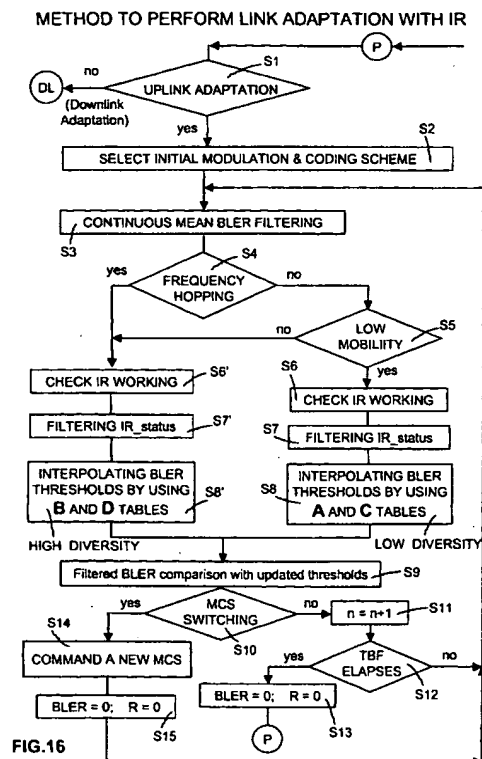 METHOD TO PERFORM LINK ADAPTATION WITH IR
P
S1
no
DL
(Downlink
Adaptation)
UPLINK ADAPTATION
yes
S2
SELECT INITIAL MODULATION & CODING SCHEME
CONTINUOUS MEAN BLER FILTERING
S3
S4
yes
FREQUENCY
HOPPING
no
no
LOW
MOBILIITY
S5
yes
S6'
CHECK IR WORKING
S6
CHECK IR WORKING
S7'
FILTERING IR_status
S7
FILTERING IR_status
INTERPOLATING BLER
THRESHOLDS BY USING
B AND D TABLES
S8'
HIGH DIVERSITY
INTERPOLATING BLER
THRESHOLDS BY USING
S8
A AND C TABLES
LOW DIVERSITY
Filtered BLER comparison with updated thresholds
S9
yes
MCS
SWITCHING
no
S10
n = n+1
S11
S14
COMMAND A NEW MCS
yes
TBF
ELAPSES
no
S12
BLER = 0; R = 0
S15
BLER = 0; R = 0
S13
P
FIG.16